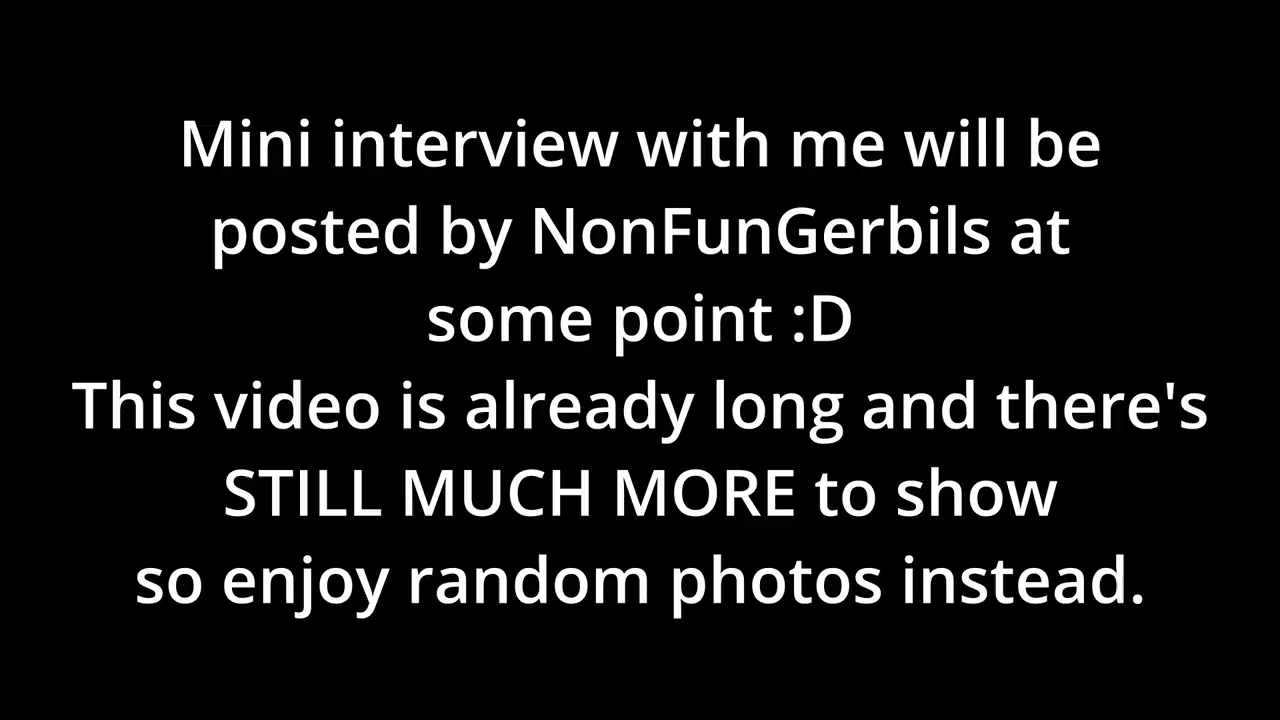 Mini interview with me will be
posted by NonFunGerbils at
some point :D
This video is already long and there's
STILL MUCH MORE to show
so enjoy random photos instead.